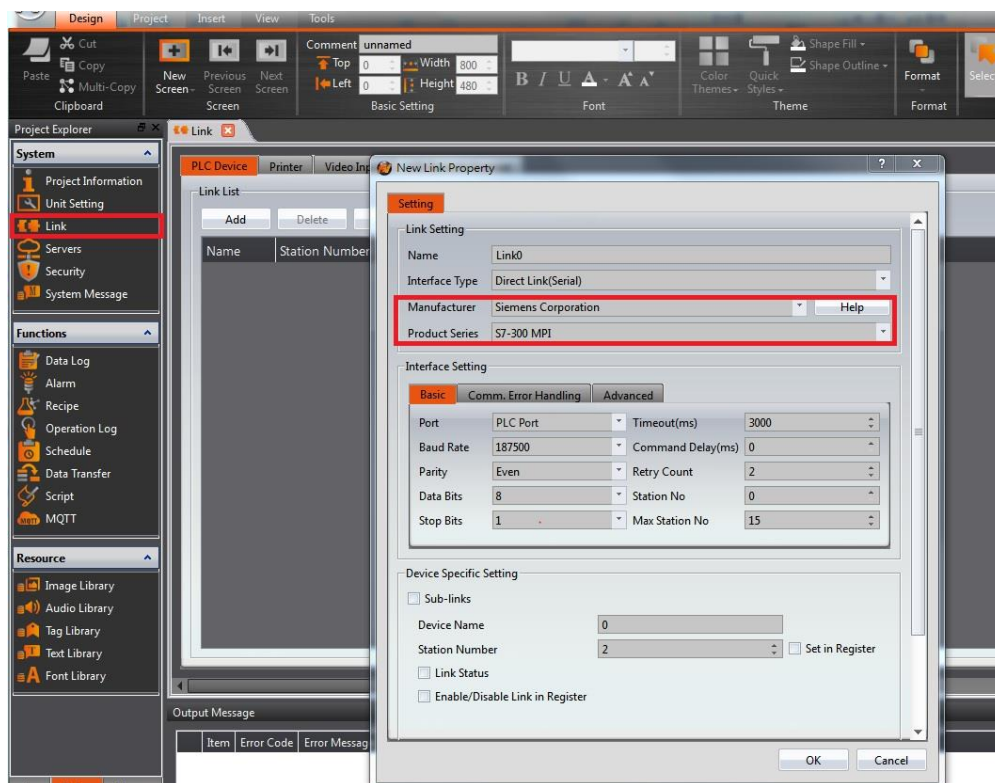 Design Project Insert View Tools
Cut
Copy
Multi-Copy
Paste
Clipboard
New Screen
Previous Screen
Next Screen
Screen
Comment unnamed
Top 0 Width 800
Left 0 Height 480
Basic Setting
B I U A A A
Font
Color Themes
Quick Styles
Shape Fill
Shape Outline
Theme
Format
Format
Selec
Project Explorer
System
Project Information
Unit Setting
Link
Servers
Security
System Message
Functions
Data Log
Alarm
Recipe
Operation Log
Schedule
Data Transfer
Script
MQTT
Resource
Image Library
Audio Library
Tag Library
Text Library
Font Library
Link
PLC Device Printer Video Inp
Link List
Add Delete
Name Station Number
Output Message
Item Error Code Error Messag
New Link Property ? X
Setting
Link Setting
Name Link0
Interface Type Direct Link(Serial)
Manufacturer Siemens Corporation Help
Product Series S7-300 MPI
Interface Setting
Basic Comm. Error Handling Advanced
Port PLC Port Timeout(ms) 3000
Baud Rate 187500 Command Delay(ms) 0
Parity Even Retry Count 2
Data Bits 8 Station No 0
Stop Bits 1 Max Station No 15
Device Specific Setting
Sub-links
Device Name 0
Station Number 2 Set in Register
Link Status
Enable/Disable Link in Register
OK Cancel